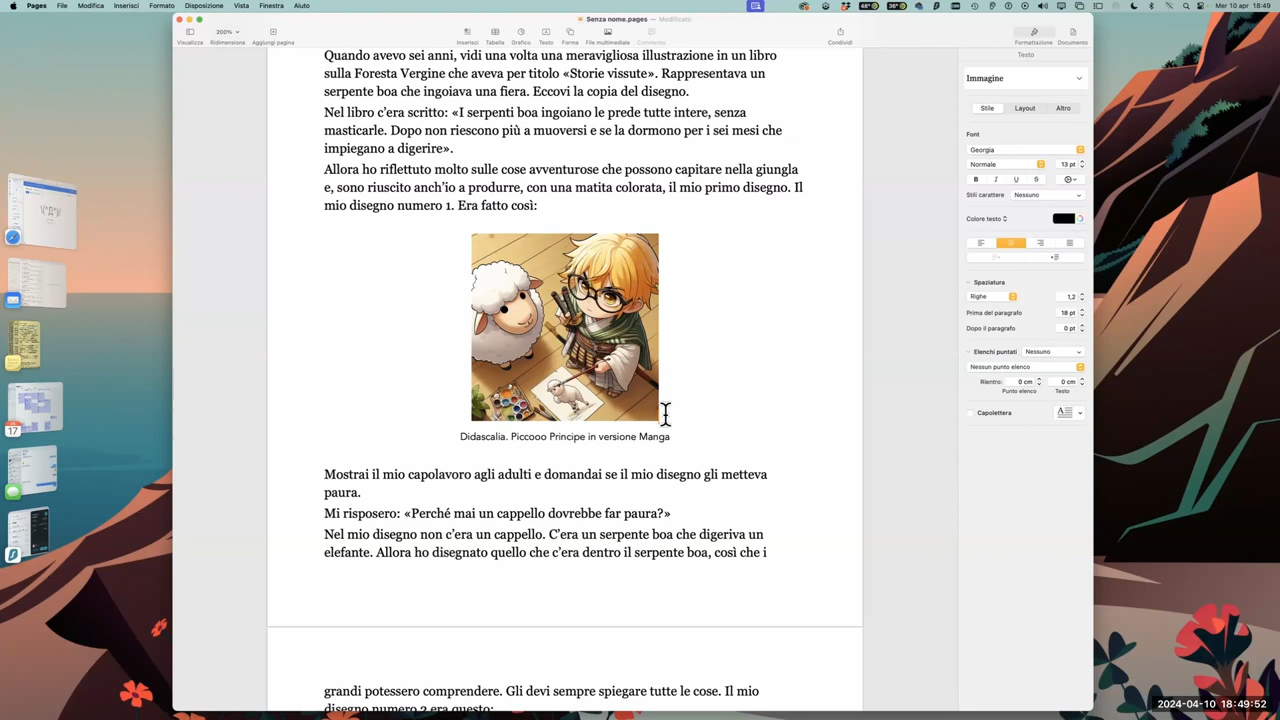 Pages File Modifica Inserisci Formato Disposizione Vista Finestra Aiuto
48° 36° Mer 10 apr 18:49
Senza nome.pages — Modificato
200%
Visualizza Ridimensiona Aggiungi pagina Inserisci Tabella Grafico Testo Forma File multimediale Commento Condividi Formattazione Documento
Testo
Immagine
Stile Layout Altro
Font
Georgia
Normale 13 pt
B I U S
Stili carattere Nessuno
Colore testo
Spaziatura
Righe 1,2
Prima del paragrafo 18 pt
Dopo il paragrafo 0 pt
Elenchi puntati Nessuno
Nessun punto elenco
Rientro: 0 cm 0 cm
Punto elenco Testo
Capolettera
Quando avevo sei anni, vidi una volta una meravigliosa illustrazione in un libro
sulla Foresta Vergine che aveva per titolo «Storie vissute». Rappresentava un
serpente boa che ingoiava una fiera. Eccovi la copia del disegno.
Nel libro c’era scritto: «I serpenti boa ingoiano le prede tutte intere, senza
masticarle. Dopo non riescono più a muoversi e se la dormono per i sei mesi che
impiegano a digerire».
Allora ho riflettuto molto sulle cose avventurose che possono capitare nella giungla
e, sono riuscito anch’io a produrre, con una matita colorata, il mio primo disegno. Il
mio disegno numero 1. Era fatto così:
Didascalia. Piccooo Principe in versione Manga
Mostrai il mio capolavoro agli adulti e domandai se il mio disegno gli metteva
paura.
Mi risposero: «Perché mai un cappello dovrebbe far paura?»
Nel mio disegno non c’era un cappello. C’era un serpente boa che digeriva un
elefante. Allora ho disegnato quello che c’era dentro il serpente boa, così che i
grandi potessero comprendere. Gli devi sempre spiegare tutte le cose. Il mio
disegno numero 2 era questo:
17
2024-04-10 18:49:52